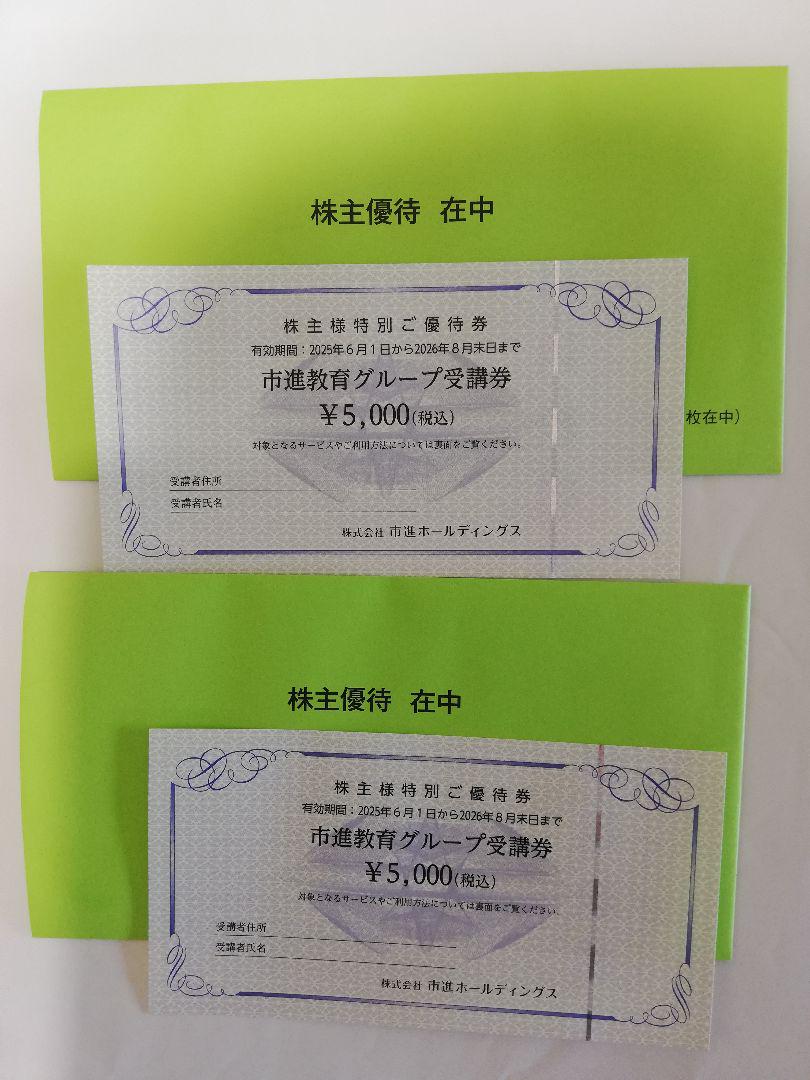 株主優待 在中
株主様特別ご優待券
有効期間：2025年6月1日から2026年8月末日まで
市進教育グループ受講券
￥5,000(税込)
枚在中）
対象となるサービスやご利用方法については裏面をご覧ください。
受講者住所
受講者氏名
株式会社 市進ホールディングス
株主優待 在中
株主様特別ご優待券
有効期間：2025年6月1日から2026年8月末日まで
市進教育グループ受講券
￥5,000(税込)
対象となるサービスやご利用方法については裏面をご覧ください。
受講者住所
受講者氏名
株式会社 市進ホールディングス